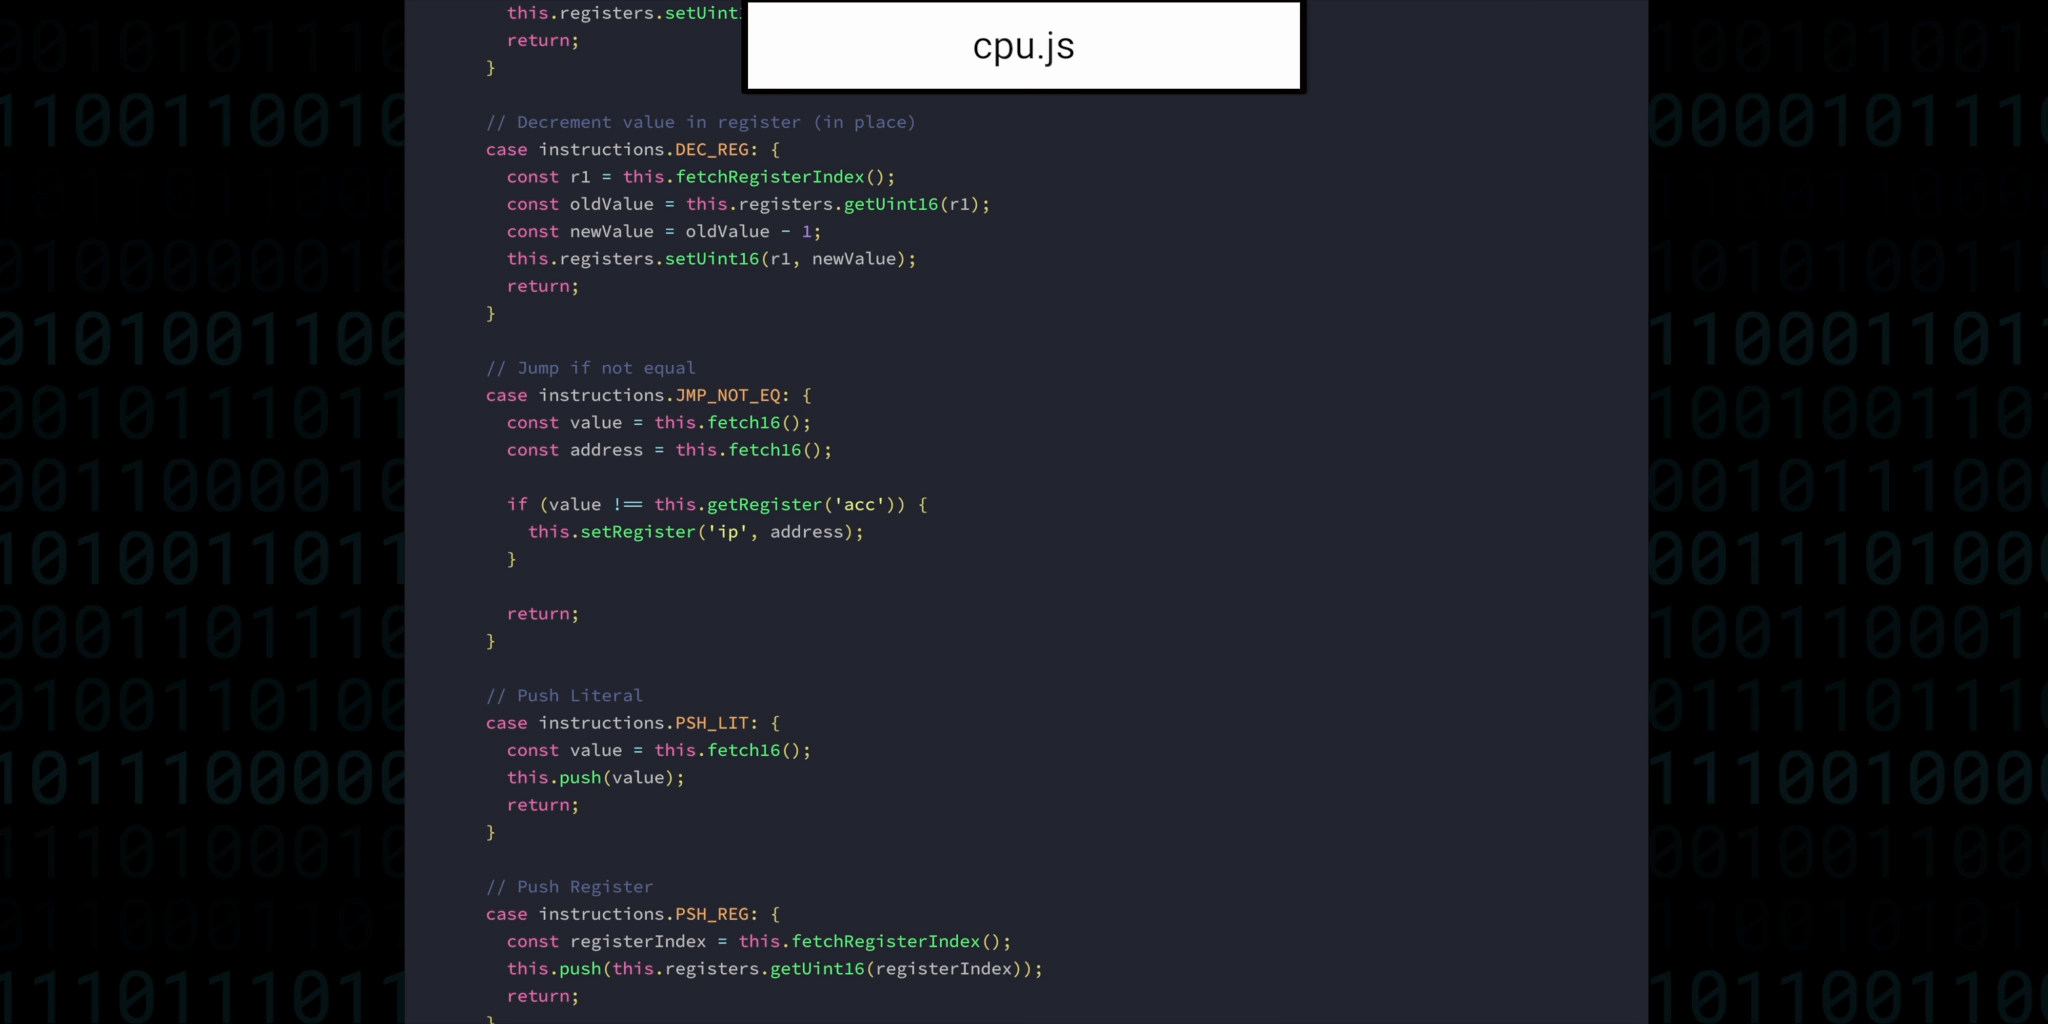 this.registers.setUint
cpu.js
return;
}
// Decrement value in register (in place)
case instructions.DEC_REG: {
const r1 = this.fetchRegisterIndex();
const oldValue = this.registers.getUint16(r1);
const newValue = oldValue - 1;
this.registers.setUint16(r1, newValue);
return;
}
// Jump if not equal
case instructions.JMP_NOT_EQ: {
const value = this.fetch16();
const address = this.fetch16();
if (value !== this.getRegister('acc')) {
this.setRegister('ip', address);
}
return;
}
// Push Literal
case instructions.PSH_LIT: {
const value = this.fetch16();
this.push(value);
return;
}
// Push Register
case instructions.PSH_REG: {
const registerIndex = this.fetchRegisterIndex();
this.push(this.registers.getUint16(registerIndex));
return;
}